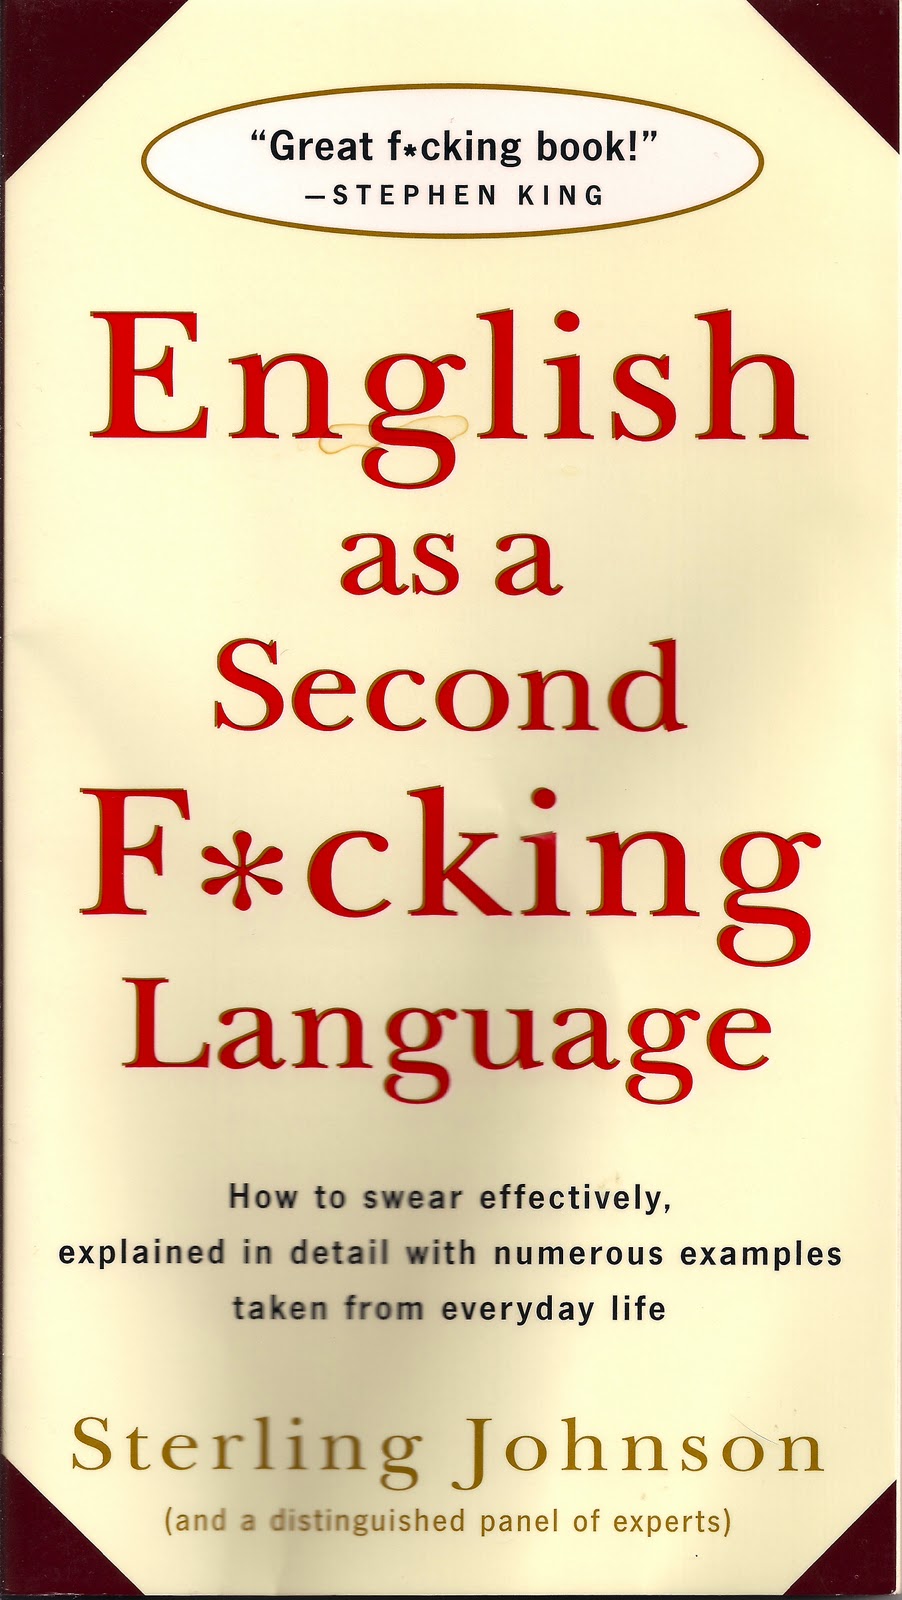 “Great f*cking book!”
—STEPHEN KING
English
as a
Second
F*cking
Language
How to swear effectively,
explained in detail with numerous examples
taken from everyday life
Sterling Johnson
(and a distinguished panel of experts)